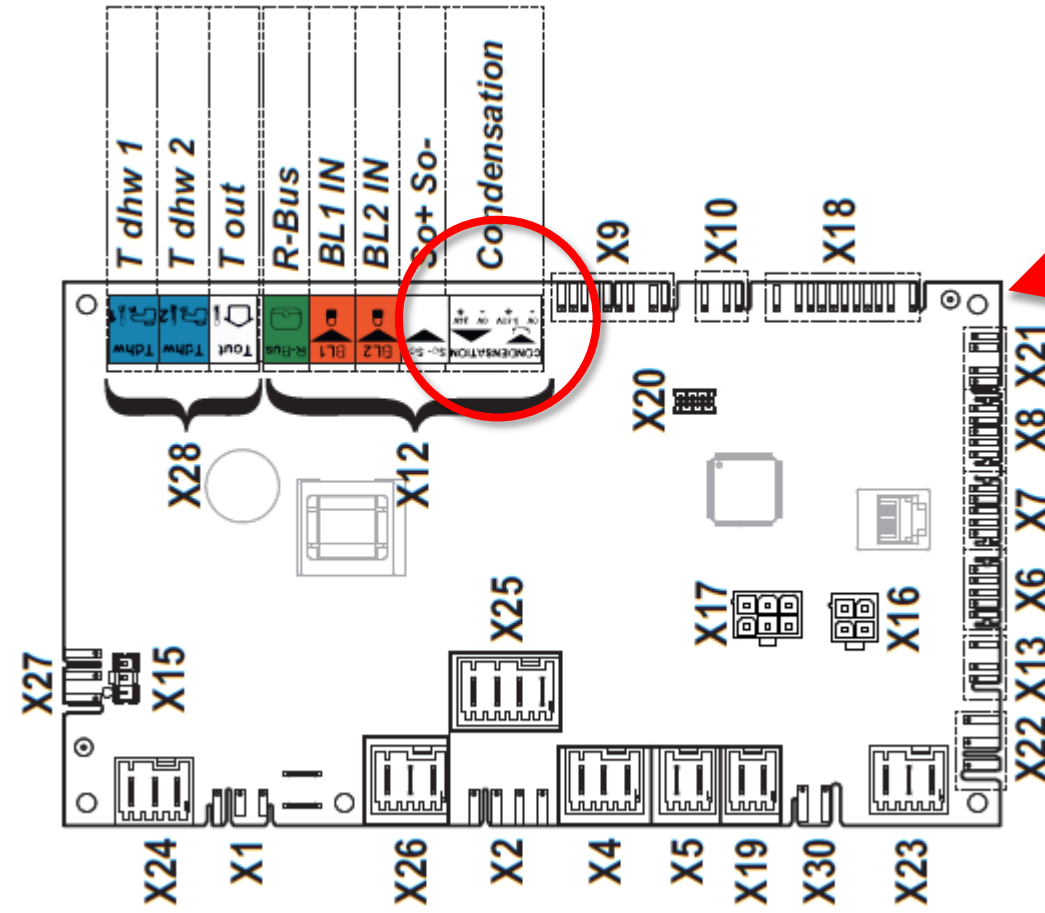 T dhw 1
T dhw 2
T out
R-Bus
BL1 IN
BL2 IN
So+ So-
Condensation
X9
X10
X18
Tdhw
Tdhw
Tout
R-Bus
BL1
BL2
CONDENSATION
X28
X12
X20
X21
X8
X7
X6
X13
X22
X17
X16
X25
X27
X15
X24
X1
X26
X2
X4
X5
X19
X30
X23